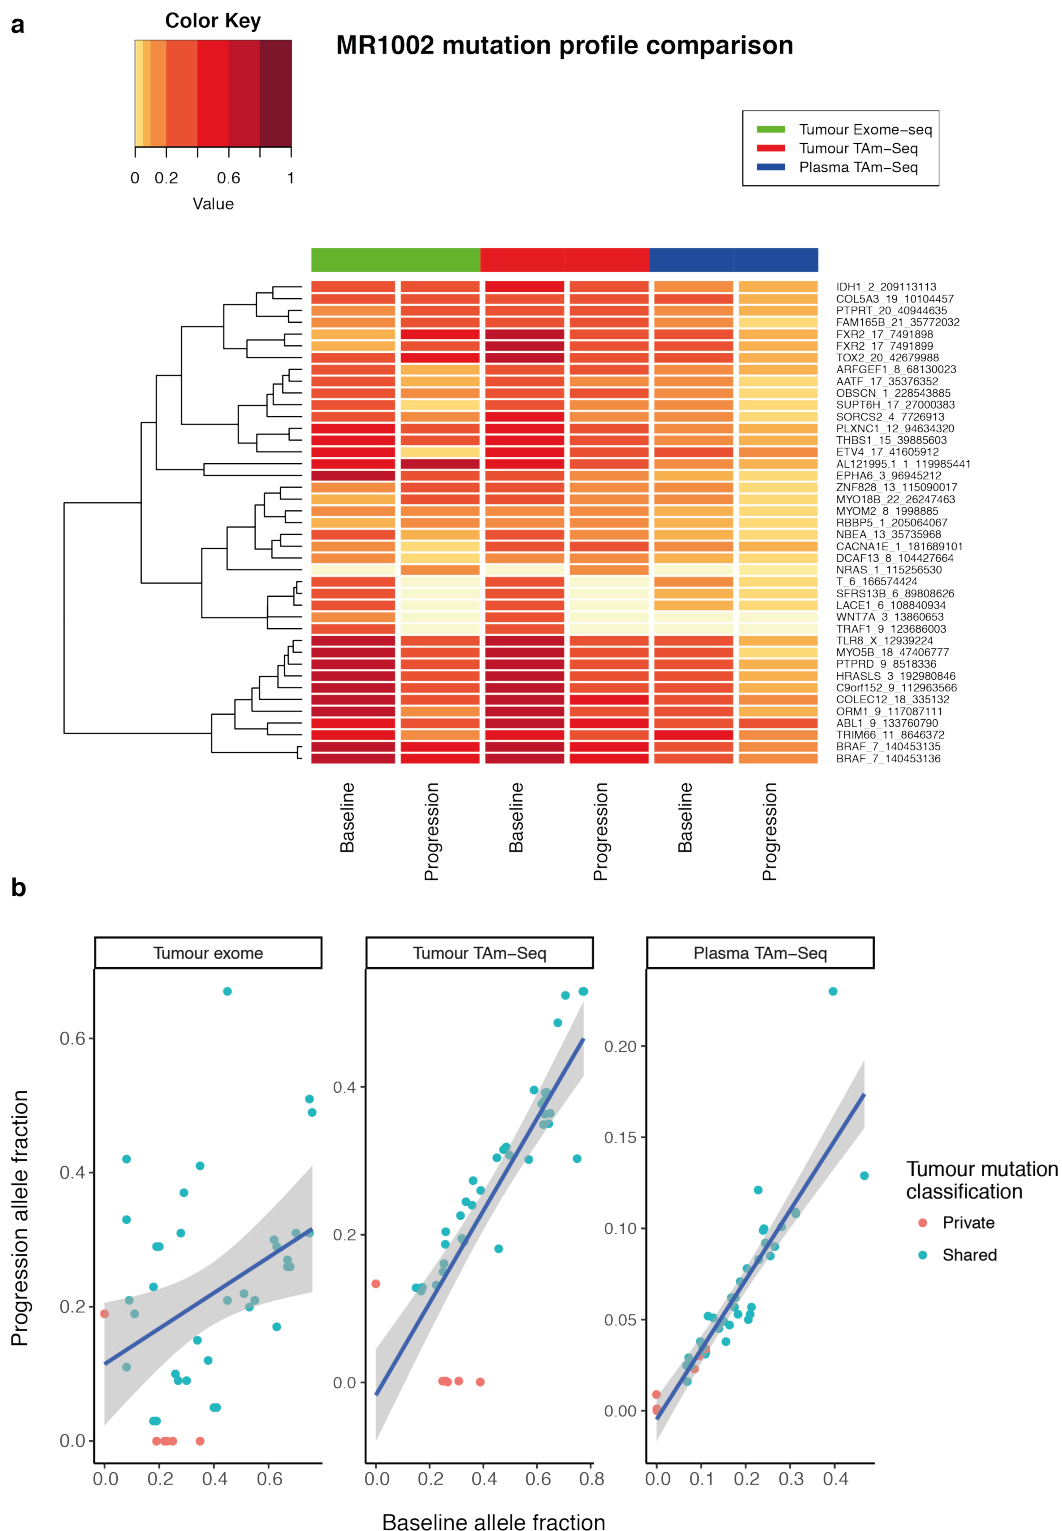 a
Color Key
MR1002 mutation profile comparison
0 0.2 0.6 1
Value
Tumour Exome−seq
Tumour TAm−Seq
Plasma TAm−Seq
IDH1_2_209113113
COL5A3_19_10104457
PTPRT_20_40944635
FAM165B_21_35772032
FXR2_17_7491898
FXR2_17_7491899
TOX2_20_42679988
ARFGEF1_8_68130023
AATF_17_35376352
OBSCN_1_228543885
SUPT6H_17_27000383
SORCS2_4_7726913
PLXNC1_12_94634320
THBS1_15_39885603
ETV4_17_41605912
AL121995.1_1_119985441
EPHA6_3_96945212
ZNF828_13_115090017
MYO18B_22_26247463
MYOM2_8_1998885
RBBP5_1_205064067
NBEA_13_35735968
CACNA1E_1_181689101
DCAF13_8_104427664
NRAS_1_115256530
T_6_166574424
SFRS13B_6_89808626
LACE1_6_108840934
WNT7A_3_13860653
TRAF1_9_123686003
TLR8_X_12939224
MYO5B_18_47406777
PTPRD_9_8518336
HRASLS_3_192980846
C9orf152_9_112963566
COLEC12_18_335132
ORM1_9_117087111
ABL1_9_133760790
TRIM66_11_8646372
BRAF_7_140453135
BRAF_7_140453136
Baseline Progression Baseline Progression Baseline Progression
b
Tumour exome Tumour TAm−Seq Plasma TAm−Seq
Progression allele fraction
0.6
0.4
0.2
0.0
0.4
0.2
0.0
0.20
0.15
0.10
0.05
0.00
0.0 0.2 0.4 0.6 0.0 0.2 0.4 0.6 0.8 0.0 0.1 0.2 0.3 0.4
Baseline allele fraction
Tumour mutation
classification
Private
Shared